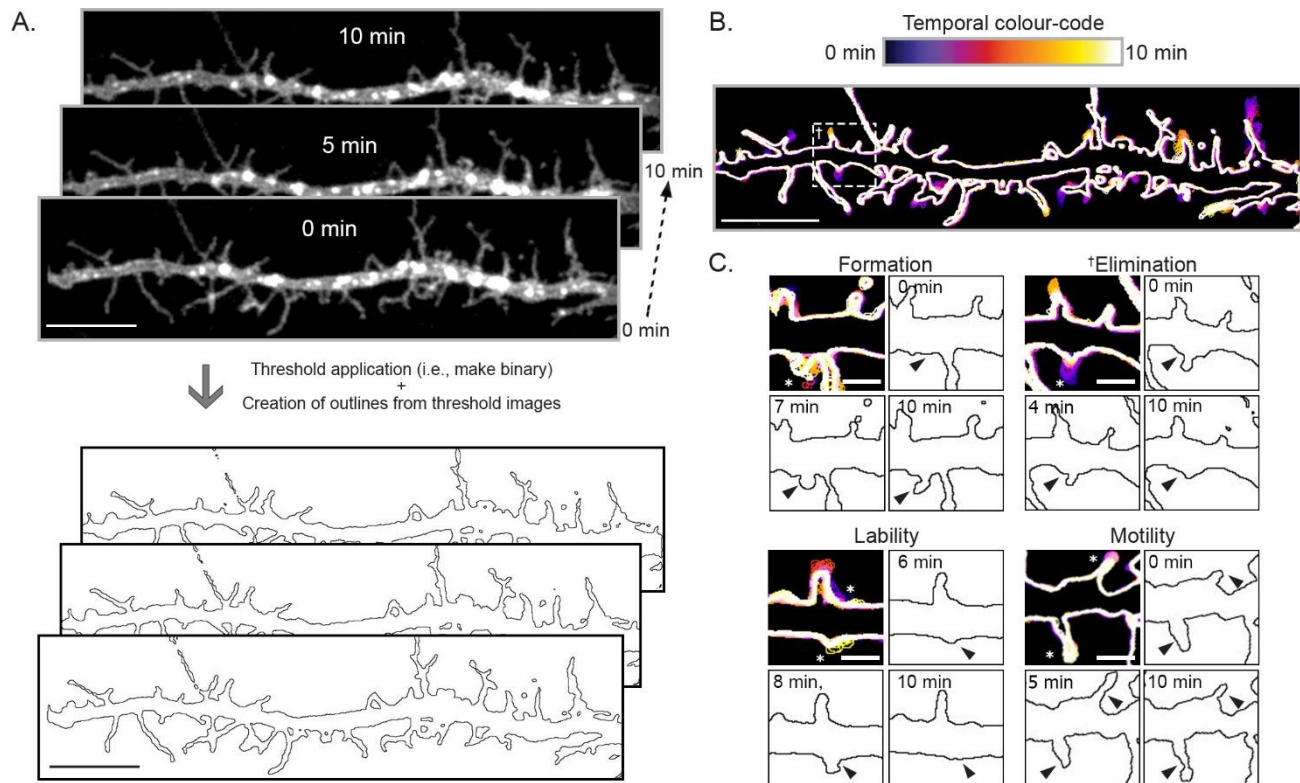 A.
10 min
5 min
0 min
10 min
0 min
Threshold application (i.e., make binary)
+
Creation of outlines from threshold images
B.
Temporal colour-code
0 min
10 min
†
C.
Formation
0 min
*
7 min
10 min
†Elimination
0 min
*
4 min
10 min
Lability
6 min
*
*
8 min,
10 min
Motility
*
0 min
*
5 min
10 min